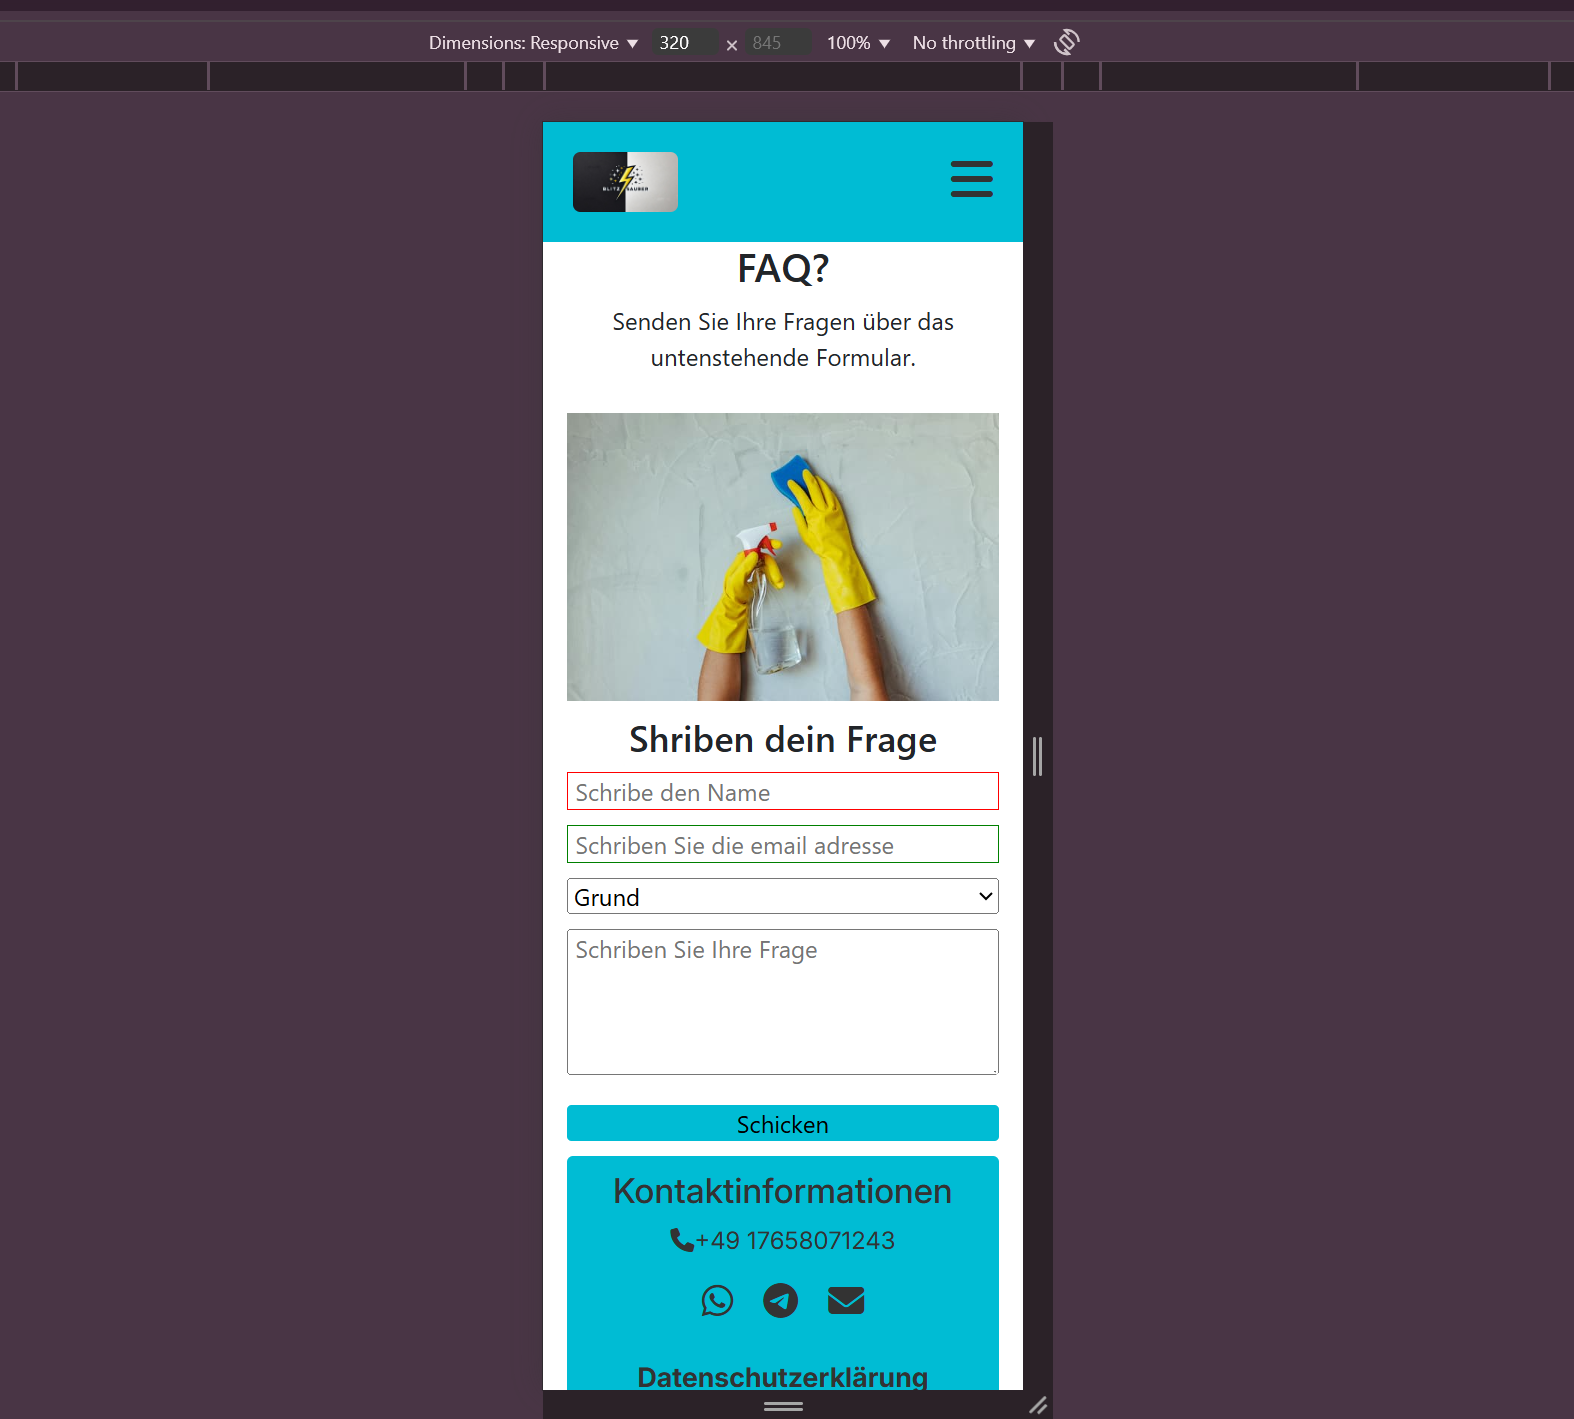 Dimensions: Responsive ▼ 320 × 845 100% ▼ No throttling ▼
BLITZ SAUBER
FAQ?
Senden Sie Ihre Fragen über das
untenstehende Formular.
Shriben dein Frage
Schribe den Name
Schriben Sie die email adresse
Grund
Schriben Sie Ihre Frage
Schicken
Kontaktinformationen
+49 17658071243
Datenschutzerklärung